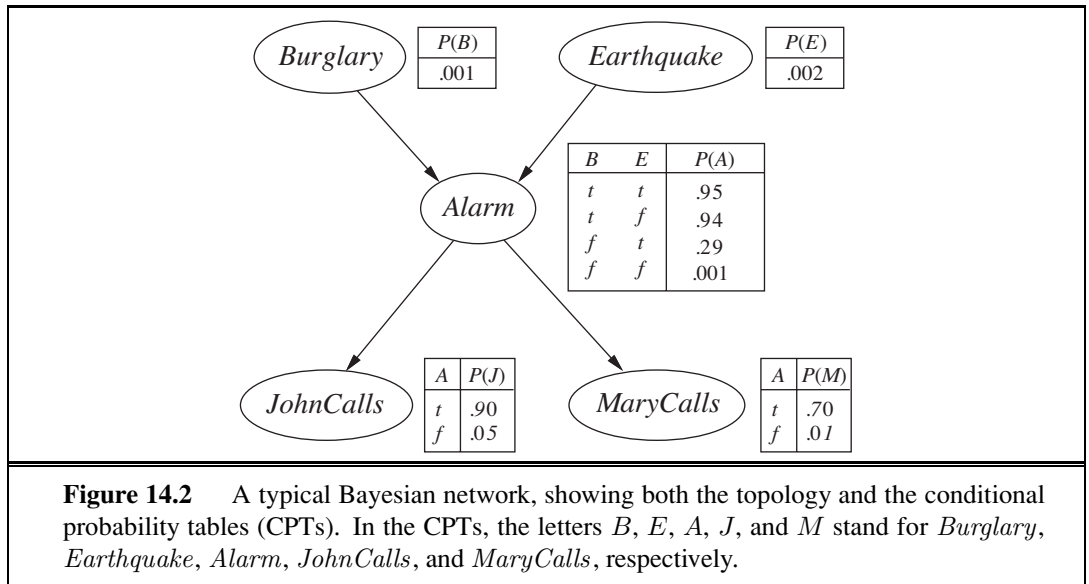 Burglary
P(B)
.001
Earthquake
P(E)
.002
Alarm
B E P(A)
t t .95
t f .94
f t .29
f f .001
JohnCalls
A P(J)
t .90
f .05
MaryCalls
A P(M)
t .70
f .01
Figure 14.2 A typical Bayesian network, showing both the topology and the conditional
probability tables (CPTs). In the CPTs, the letters B, E, A, J, and M stand for Burglary,
Earthquake, Alarm, JohnCalls, and MaryCalls, respectively.